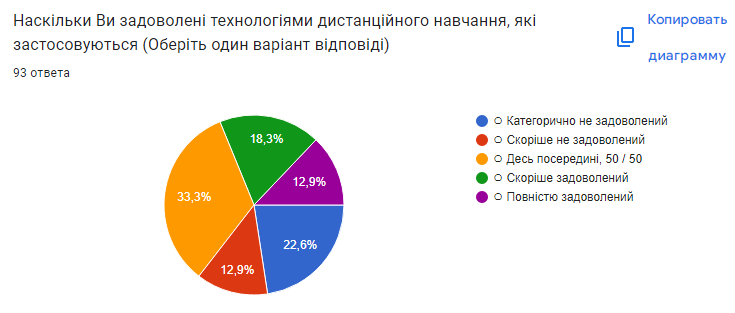 Наскільки Ви задоволені технологіями дистанційного навчання, які
застосовуються (Оберіть один варіант відповіді)
Копировать
диаграмму
93 ответа
18,3%
12,9%
33,3%
22,6%
12,9%
Категорично не задоволений
Скоріше не задоволений
Десь посередині, 50 / 50
Скоріше задоволений
Повністю задоволений